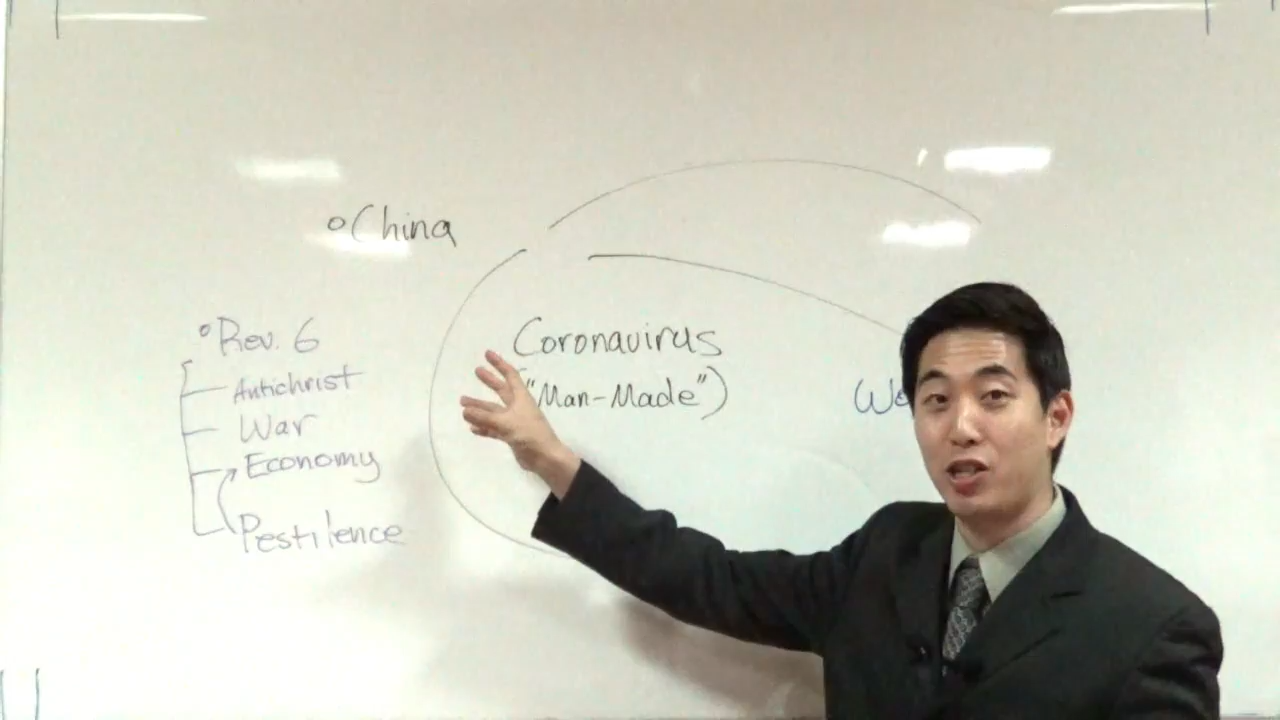 China
Rev. 6
Antichrist
War
Economy
Pestilence
Coronavirus
("Man-Made")